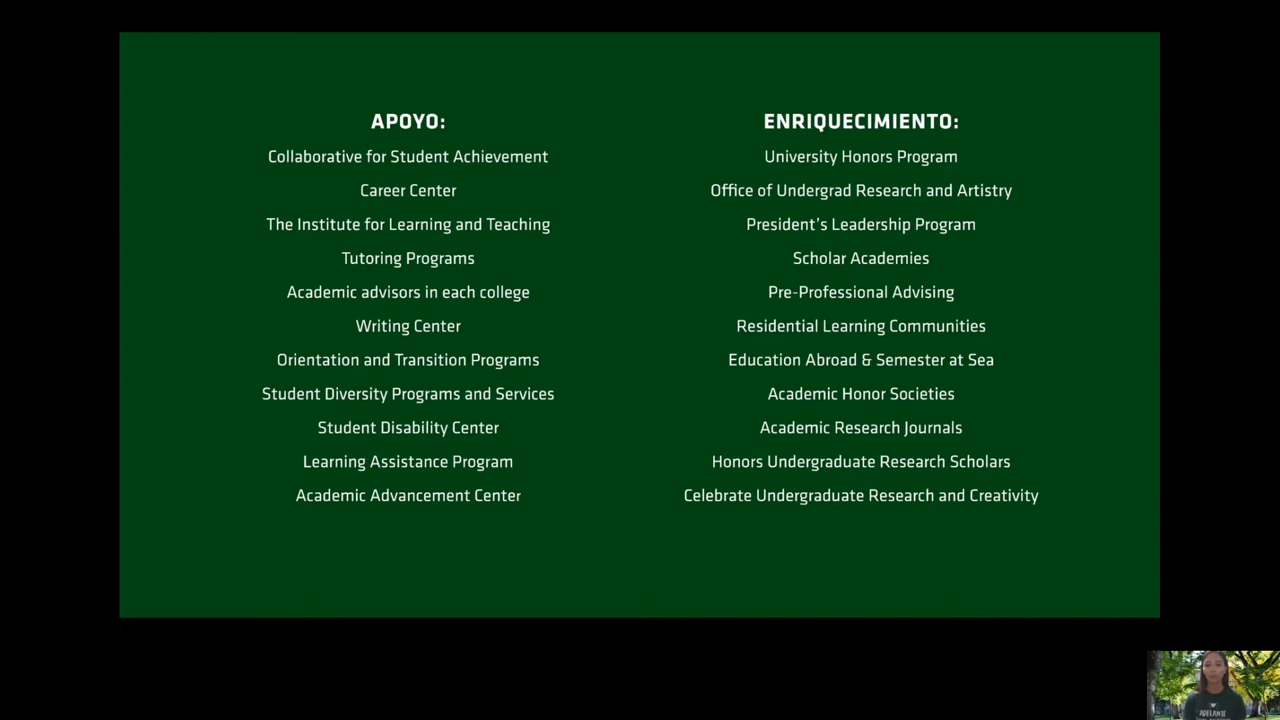 APOYO:
Collaborative for Student Achievement
Career Center
The Institute for Learning and Teaching
Tutoring Programs
Academic advisors in each college
Writing Center
Orientation and Transition Programs
Student Diversity Programs and Services
Student Disability Center
Learning Assistance Program
Academic Advancement Center
ENRIQUECIMIENTO:
University Honors Program
Office of Undergrad Research and Artistry
President's Leadership Program
Scholar Academies
Pre-Professional Advising
Residential Learning Communities
Education Abroad & Semester at Sea
Academic Honor Societies
Academic Research Journals
Honors Undergraduate Research Scholars
Celebrate Undergraduate Research and Creativity
ADELANTE